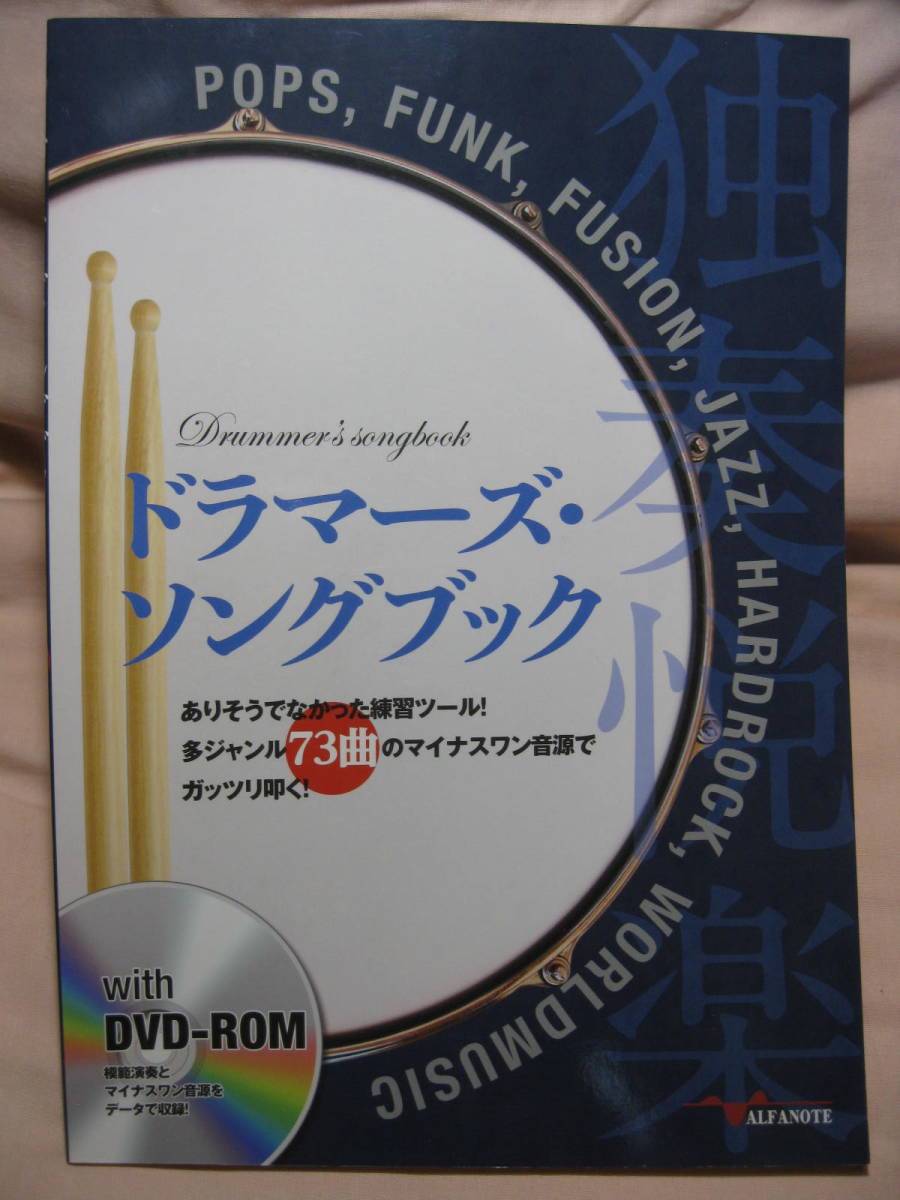 POPS, FUNK, FUSION, JAZZ, HARDROCK, WORLDMUSIC
独奏悦楽
Drummer's songbook
ドラマーズ・
ソングブック
ありそうでなかった練習ツール!
多ジャンル73曲のマイナスワン音源で
ガッツリ叩く!
with
DVD-ROM
模範演奏と
マイナスワン音源を
データで収録!
ALFANOTE